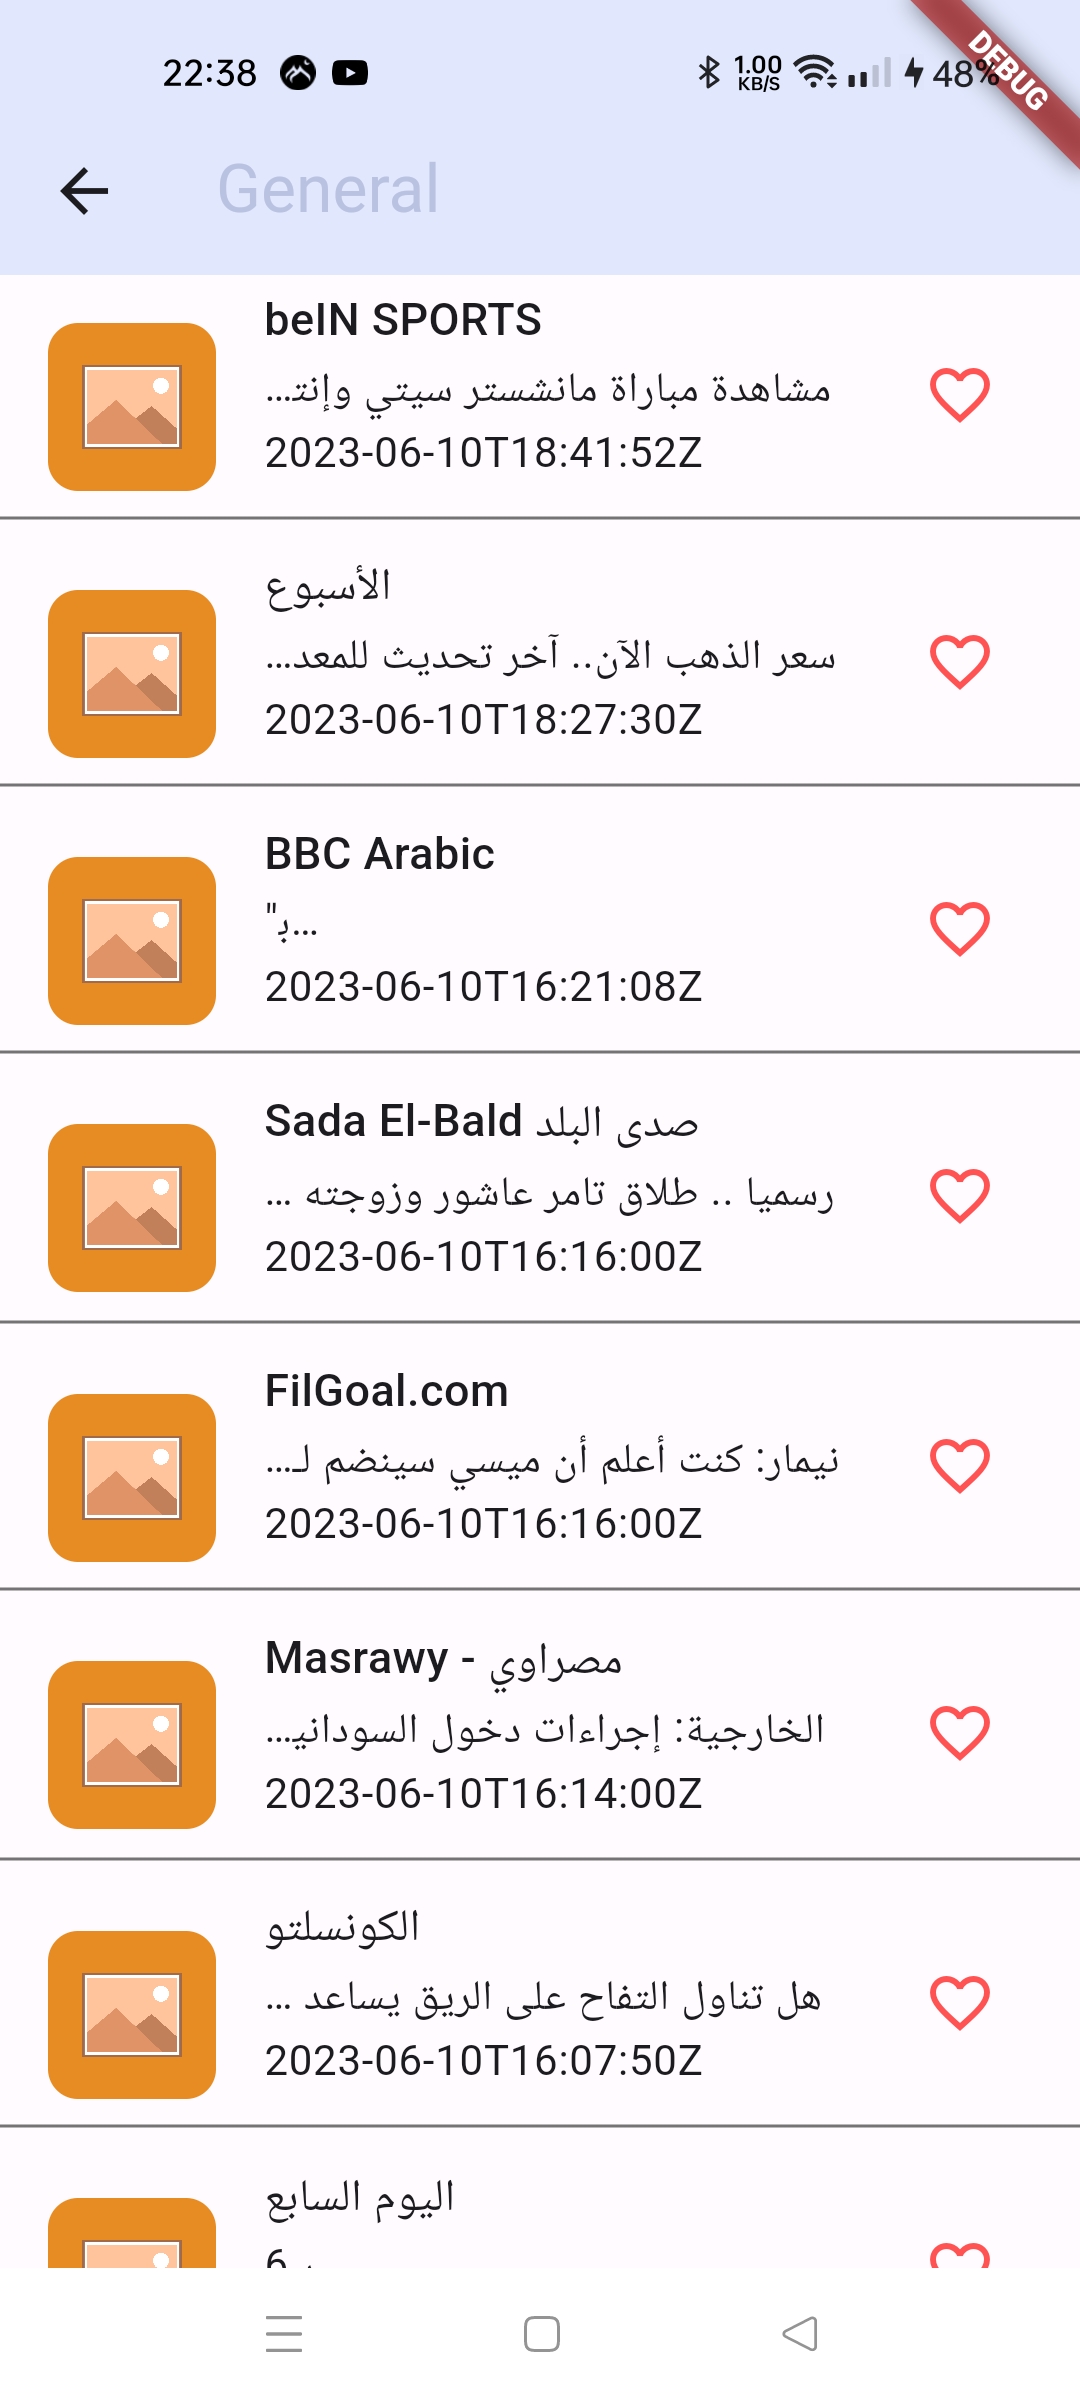 22:38
1.00 KB/S
48%
DEBUG
General
beIN SPORTS
مشاهدة مباراة مانشستر سيتي وإنتـ...
2023-06-10T18:41:52Z
الأسبوع
سعر الذهب الآن.. آخر تحديث للمعد...
2023-06-10T18:27:30Z
BBC Arabic
"بـ...
2023-06-10T16:21:08Z
Sada El-Bald صدى البلد
رسميا .. طلاق تامر عاشور وزوجته ...
2023-06-10T16:16:00Z
FilGoal.com
نيمار: كنت أعلم أن ميسي سينضم لـ...
2023-06-10T16:16:00Z
Masrawy - مصراوي
الخارجية: إجراءات دخول السودانيـ...
2023-06-10T16:14:00Z
الكونسلتو
هل تناول التفاح على الريق يساعد ...
2023-06-10T16:07:50Z
اليوم السابع
6